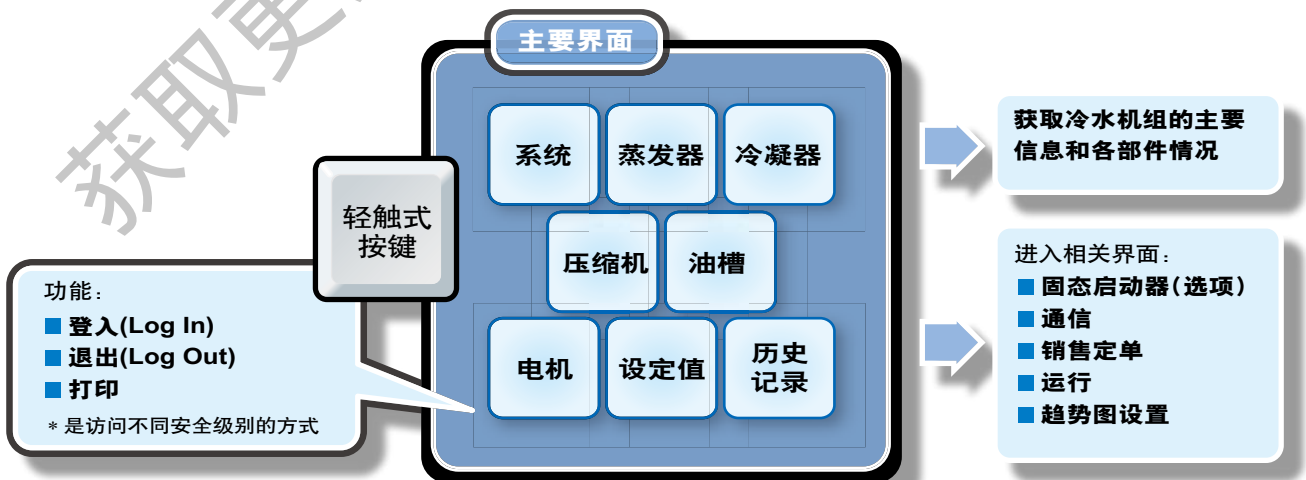 获取更
主要界面
系统
蒸发器
冷凝器
压缩机
油槽
电机
设定值
历史
记录
轻触式
按键
功能：
登入(Log In)
退出(Log Out)
打印
* 是访问不同安全级别的方式
获取冷水机组的主要
信息和各部件情况
进入相关界面：
固态启动器(选项)
通信
销售定单
运行
趋势图设置